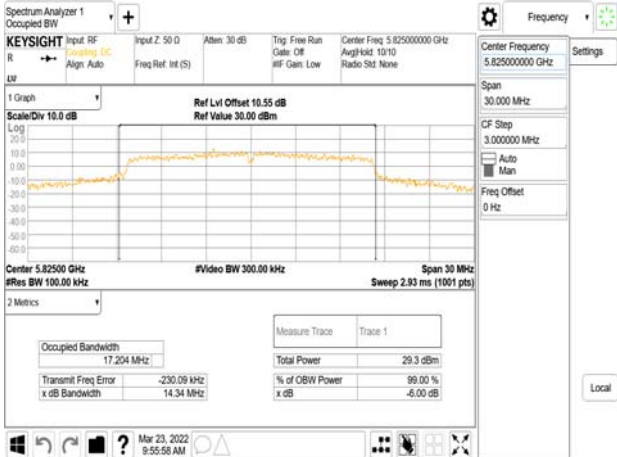 Spectrum Analyzer 1
Occupied BW
Frequency
KEYSIGHT
Input: RF
Coupling: DC
Align: Auto
R
LXI
Input Z: 50 Ω
Freq Ref: Int (S)
Atten: 30 dB
Trig: Free Run
Gate: Off
#IF Gain: Low
Center Freq: 5.825000000 GHz
Avg|Hold: 10/10
Radio Std: None
Center Frequency
5.825000000 GHz
Settings
Span
30.000 MHz
CF Step
3.000000 MHz
Auto
Man
Freq Offset
0 Hz
1 Graph
Scale/Div 10.0 dB
Ref Lvl Offset 10.55 dB
Ref Value 30.00 dBm
Log
20.0
10.0
0.00
-10.0
-20.0
-30.0
-40.0
-50.0
-60.0
Center 5.82500 GHz
#Video BW 300.00 kHz
Span 30 MHz
#Res BW 100.00 kHz
Sweep 2.93 ms (1001 pts)
2 Metrics
Measure Trace
Trace 1
Occupied Bandwidth
17.204 MHz
Total Power
29.3 dBm
Transmit Freq Error
-230.09 kHz
% of OBW Power
99.00 %
x dB Bandwidth
14.34 MHz
x dB
-6.00 dB
Local
Mar 23, 2022
9:55:58 AM